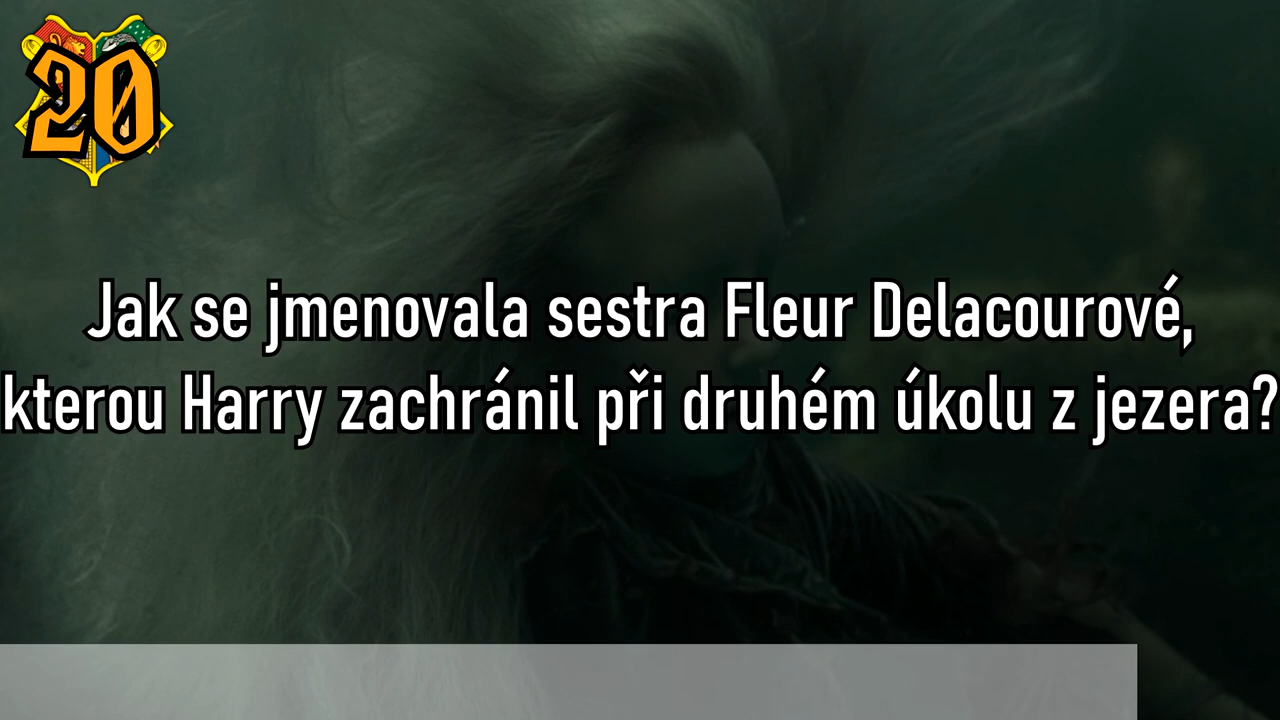 20
Jak se jmenovala sestra Fleur Delacourové,
kterou Harry zachránil při druhém úkolu z jezera?